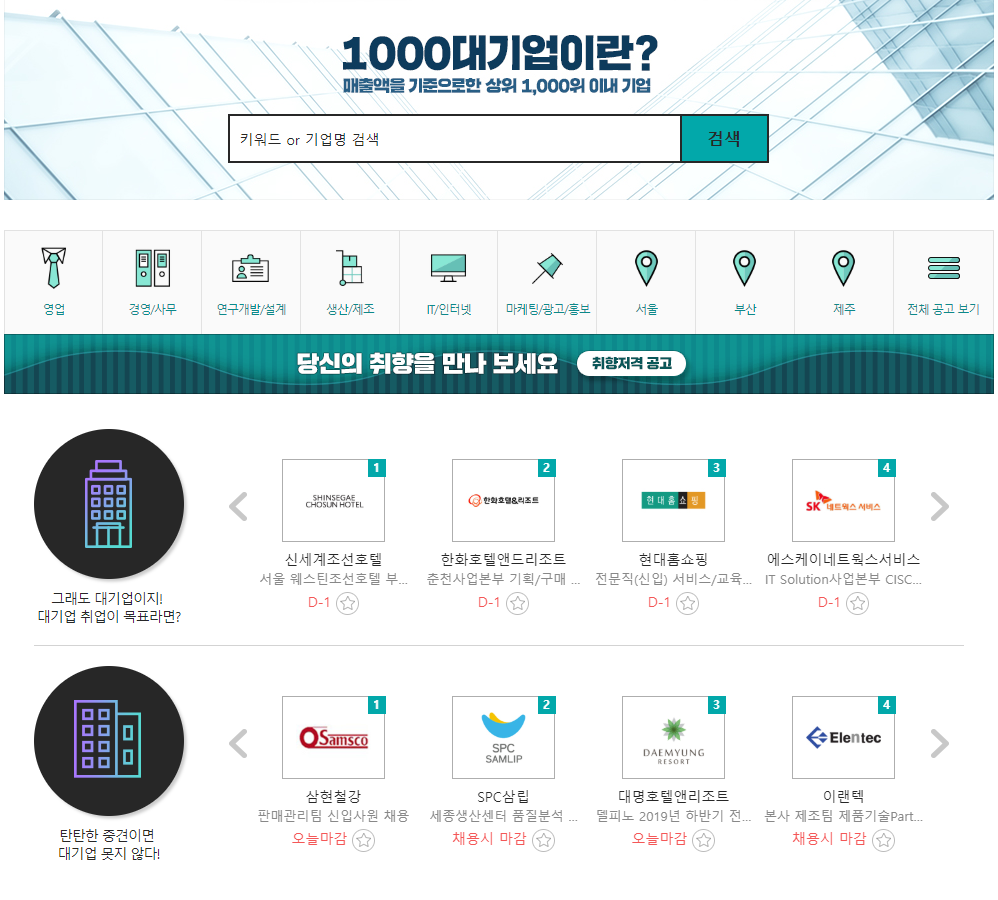 1000대기업이란?
매출액을 기준으로한 상위 1,000위 이내 기업
키워드 or 기업명 검색
검색
영업
경영/사무
연구개발/설계
생산/제조
IT/인터넷
마케팅/광고/홍보
서울
부산
제주
전체 공고 보기
당신의 취향을 만나 보세요
취향저격 공고
그래도 대기업이지!
대기업 취업이 목표라면?
1
SHINSEGAE
CHOSUN HOTEL
신세계조선호텔
서울 웨스틴조선호텔 부...
D-1
2
한화호텔&리조트
한화호텔앤드리조트
춘천사업본부 기획/구매 ...
D-1
3
현대홈쇼핑
현대홈쇼핑
전문직(신입) 서비스/교육...
D-1
4
SK 네트웍스 서비스
에스케이네트웍스서비스
IT Solution사업본부 CISC...
D-1
탄탄한 중견이면
대기업 못지 않다!
1
Samsco
삼현철강
판매관리팀 신입사원 채용
오늘마감
2
SPC
SAMLIP
SPC삼립
세종생산센터 품질분석 ...
채용시 마감
3
DAEMYUNG
RESORT
대명호텔앤리조트
델피노 2019년 하반기 전...
오늘마감
4
Elentec
이랜텍
본사 제조팀 제품기술Part...
채용시 마감